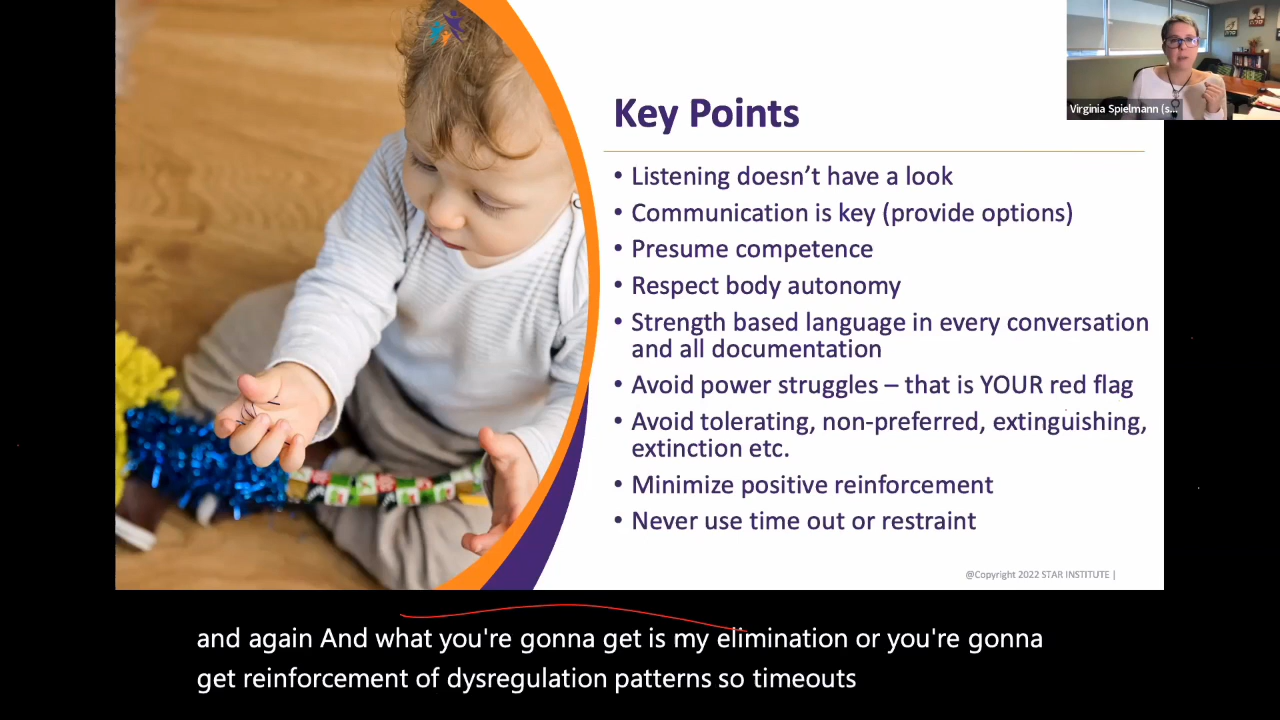 Virginia Spielmann (s...
Key Points
• Listening doesn’t have a look
• Communication is key (provide options)
• Presume competence
• Respect body autonomy
• Strength based language in every conversation
and all documentation
• Avoid power struggles – that is YOUR red flag
• Avoid tolerating, non-preferred, extinguishing,
extinction etc.
• Minimize positive reinforcement
• Never use time out or restraint
@Copyright 2022 STAR INSTITUTE |
and again And what you're gonna get is my elimination or you're gonna
get reinforcement of dysregulation patterns so timeouts